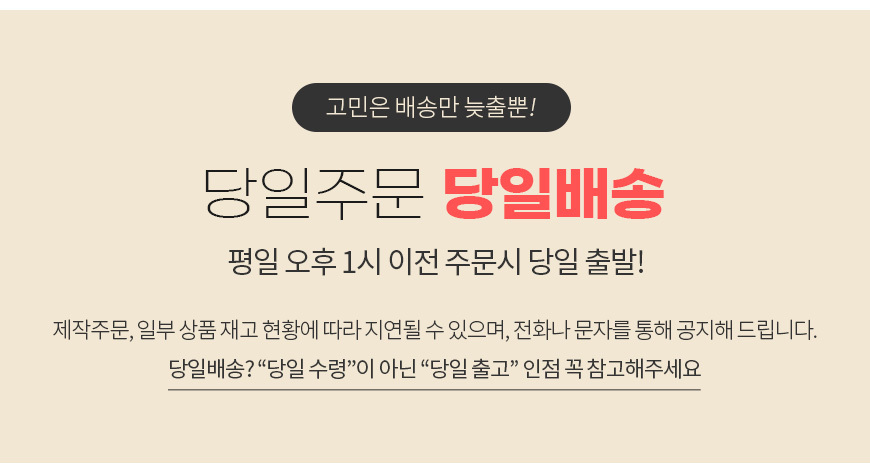 고민은 배송만 늦출뿐!
당일주문 당일배송
평일 오후 1시 이전 주문시 당일 출발!
제작주문, 일부 상품 재고 현황에 따라 지연될 수 있으며, 전화나 문자를 통해 공지해 드립니다.
당일배송? “당일 수령”이 아닌 “당일 출고” 인점 꼭 참고해주세요